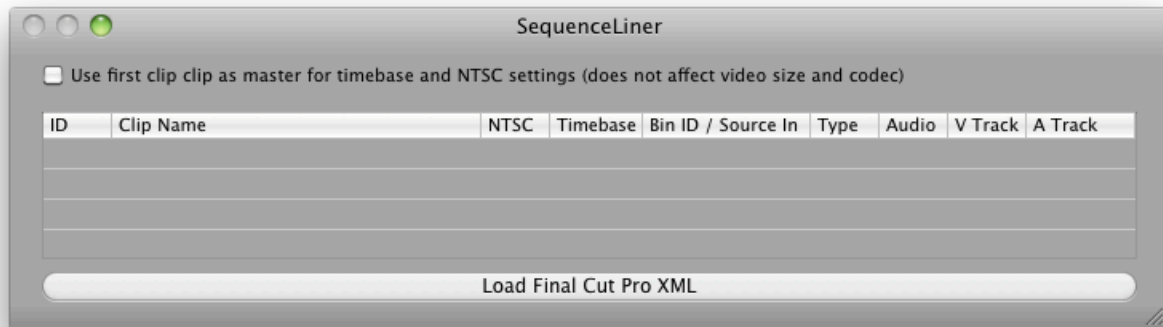 SequenceLiner
Use first clip clip as master for timebase and NTSC settings (does not affect video size and codec)
ID Clip Name NTSC Timebase Bin ID / Source In Type Audio V Track A Track
Load Final Cut Pro XML